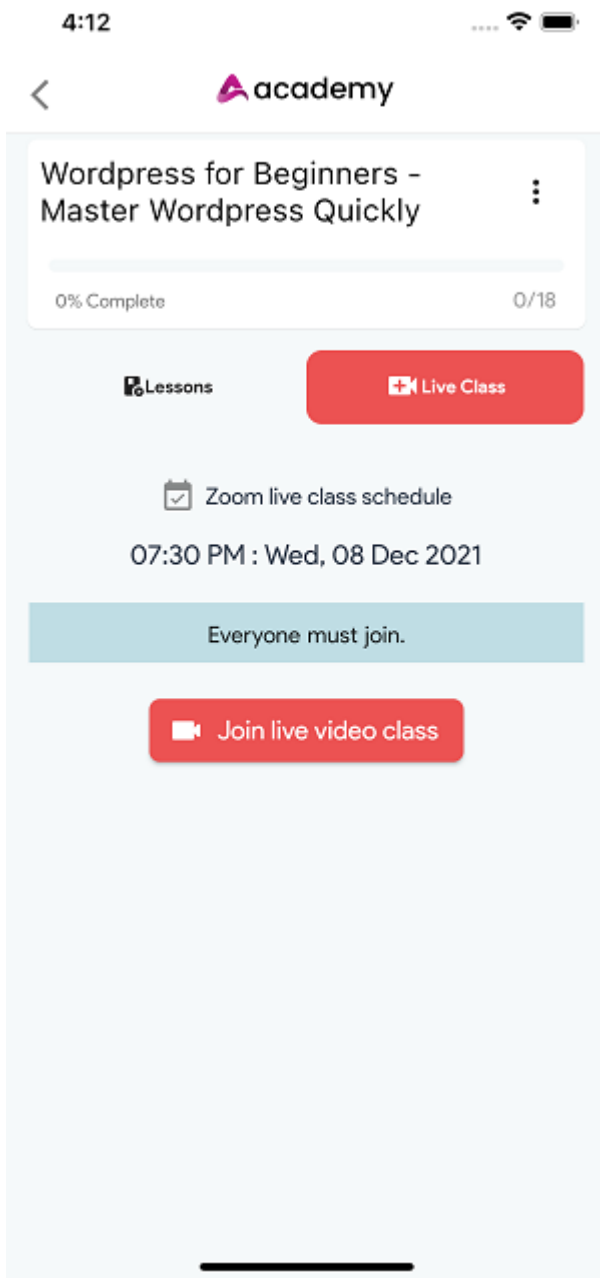 4:12
academy
Wordpress for Beginners -
Master Wordpress Quickly
0% Complete
0/18
Lessons
Live Class
Zoom live class schedule
07:30 PM : Wed, 08 Dec 2021
Everyone must join.
Join live video class